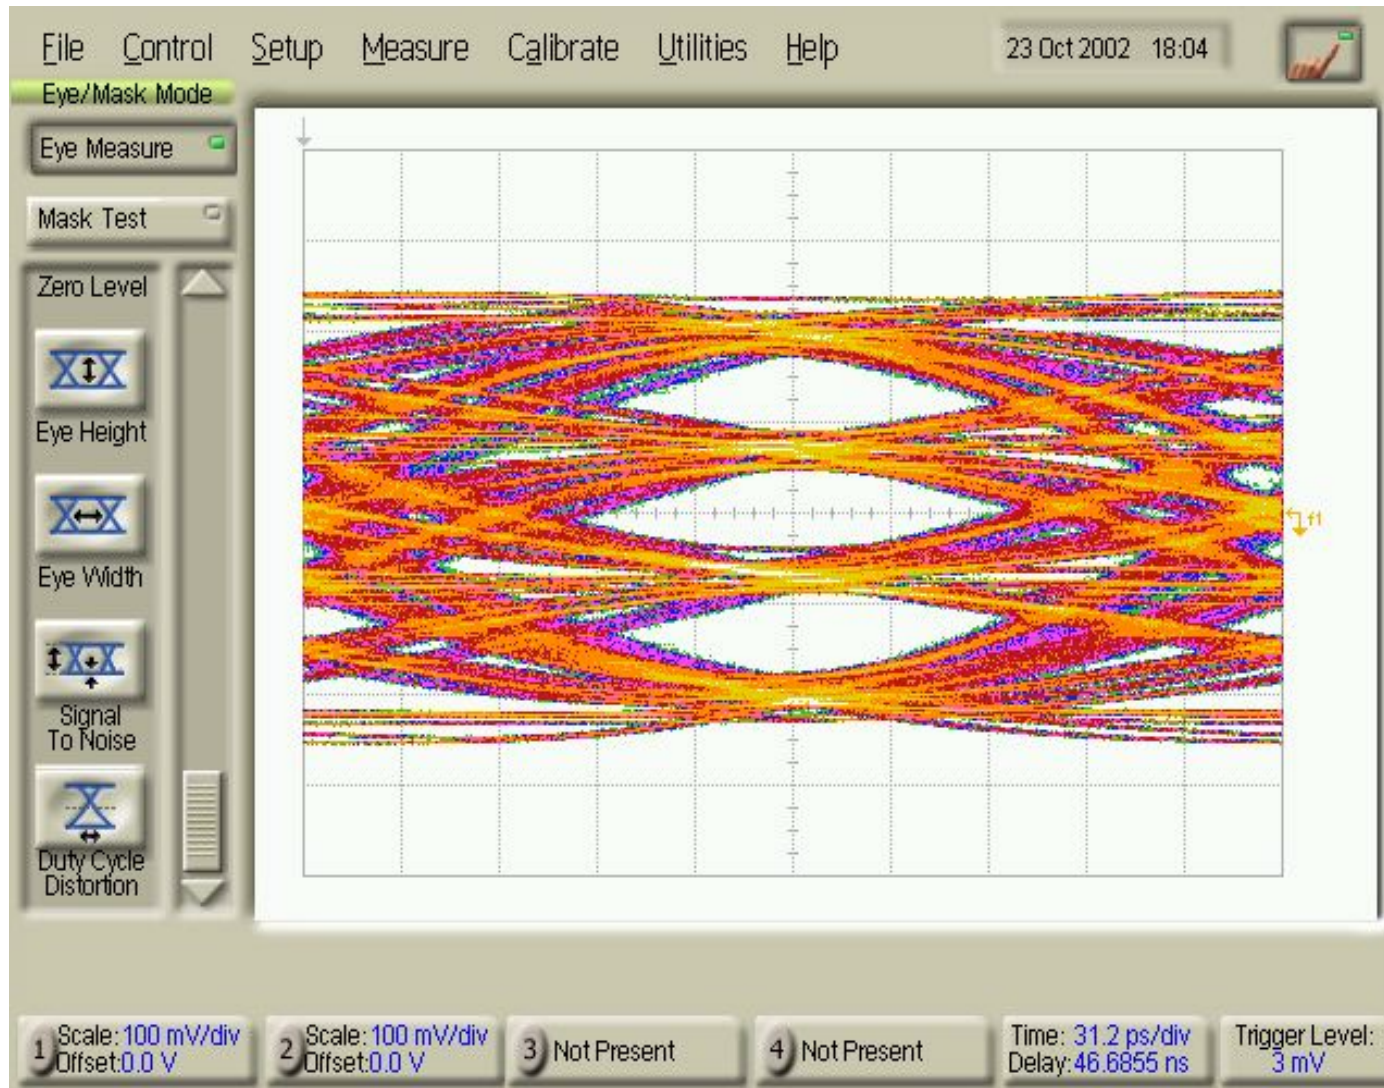 File Control Setup Measure Calibrate Utilities Help 23 Oct 2002 18:04
Eye/Mask Mode
Eye Measure
Mask Test
Zero Level
Eye Height
Eye Width
Signal
To Noise
Duty Cycle
Distortion
f1
1 Scale: 100 mV/div
Offset:0.0 V
2 Scale: 100 mV/div
Offset:0.0 V
3 Not Present
4 Not Present
Time: 31.2 ps/div
Delay:46.6855 ns
Trigger Level:
3 mV